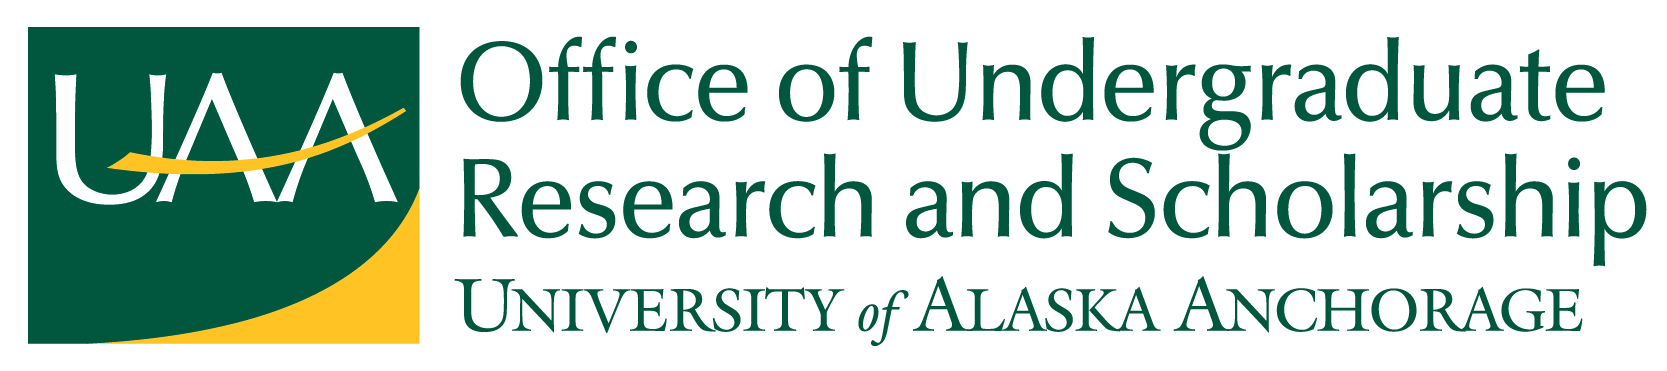 UAA
Office of Undergraduate
Research and Scholarship
UNIVERSITY of ALASKA ANCHORAGE